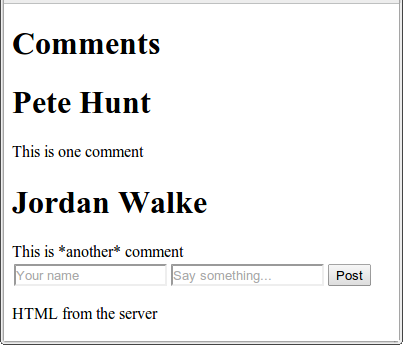 Comments
Pete Hunt
This is one comment
Jordan Walke
This is *another* comment
Your name Say something... Post
HTML from the server